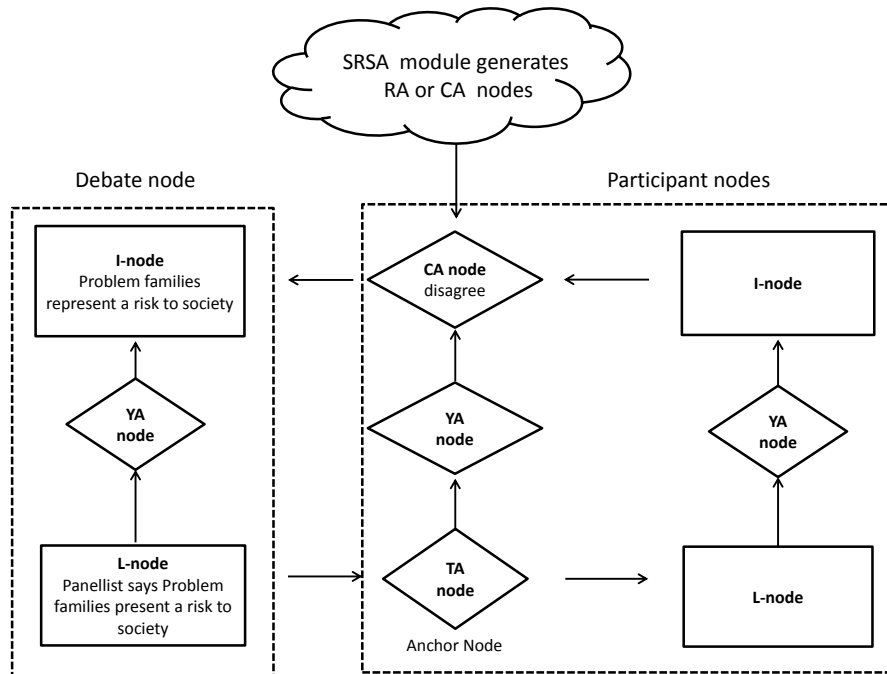 SRSA module generates
RA or CA nodes
Debate node
Participant nodes
I-node
Problem families
represent a risk to society
CA node
disagree
I-node
YA
node
YA
node
YA
node
L-node
Panellist says Problem
families present a risk to
society
TA
node
L-node
Anchor Node